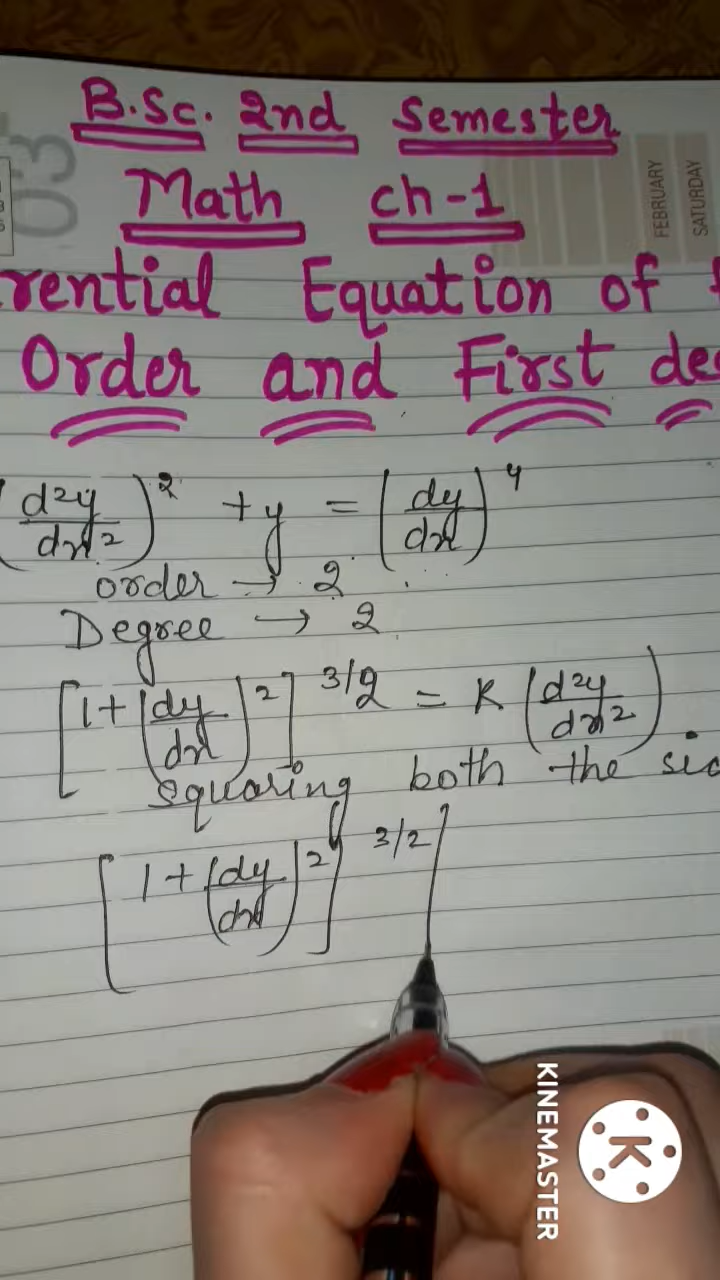 B.Sc. 2nd Semester
Math ch-1
rential Equation of
Order and First de
(d²y/dx²)² + y = (dy/dx)⁴
order → 2
Degree → 2
[1+(dy/dx)²]^3/2 = K (d²y/dx²)
squaring both the sid
[1+(dy/dx)²]^3/2]
FEBRUARY
SATURDAY
03
KINEMASTER